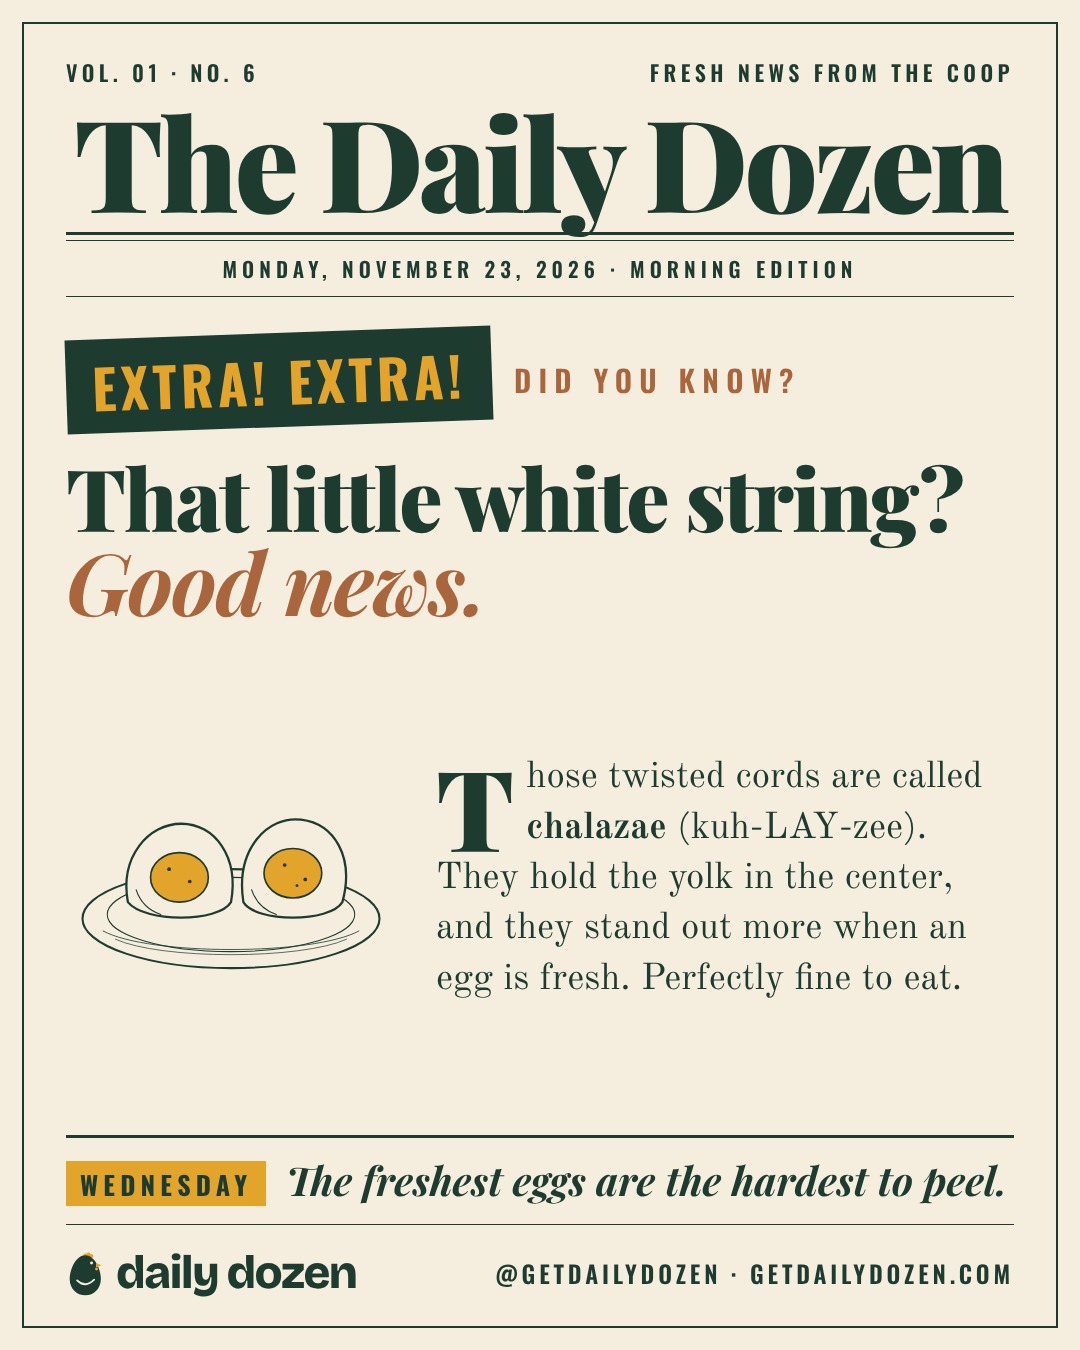 VOL. 01 · NO. 6
FRESH NEWS FROM THE COOP
The Daily Dozen
MONDAY, NOVEMBER 23, 2026 · MORNING EDITION
EXTRA! EXTRA!
DID YOU KNOW?
That little white string?
Good news.
Those twisted cords are called
chalazae (kuh-LAY-zee).
They hold the yolk in the center,
and they stand out more when an
egg is fresh. Perfectly fine to eat.
WEDNESDAY
The freshest eggs are the hardest to peel.
daily dozen
@GETDAILYDOZEN · GETDAILYDOZEN.COM